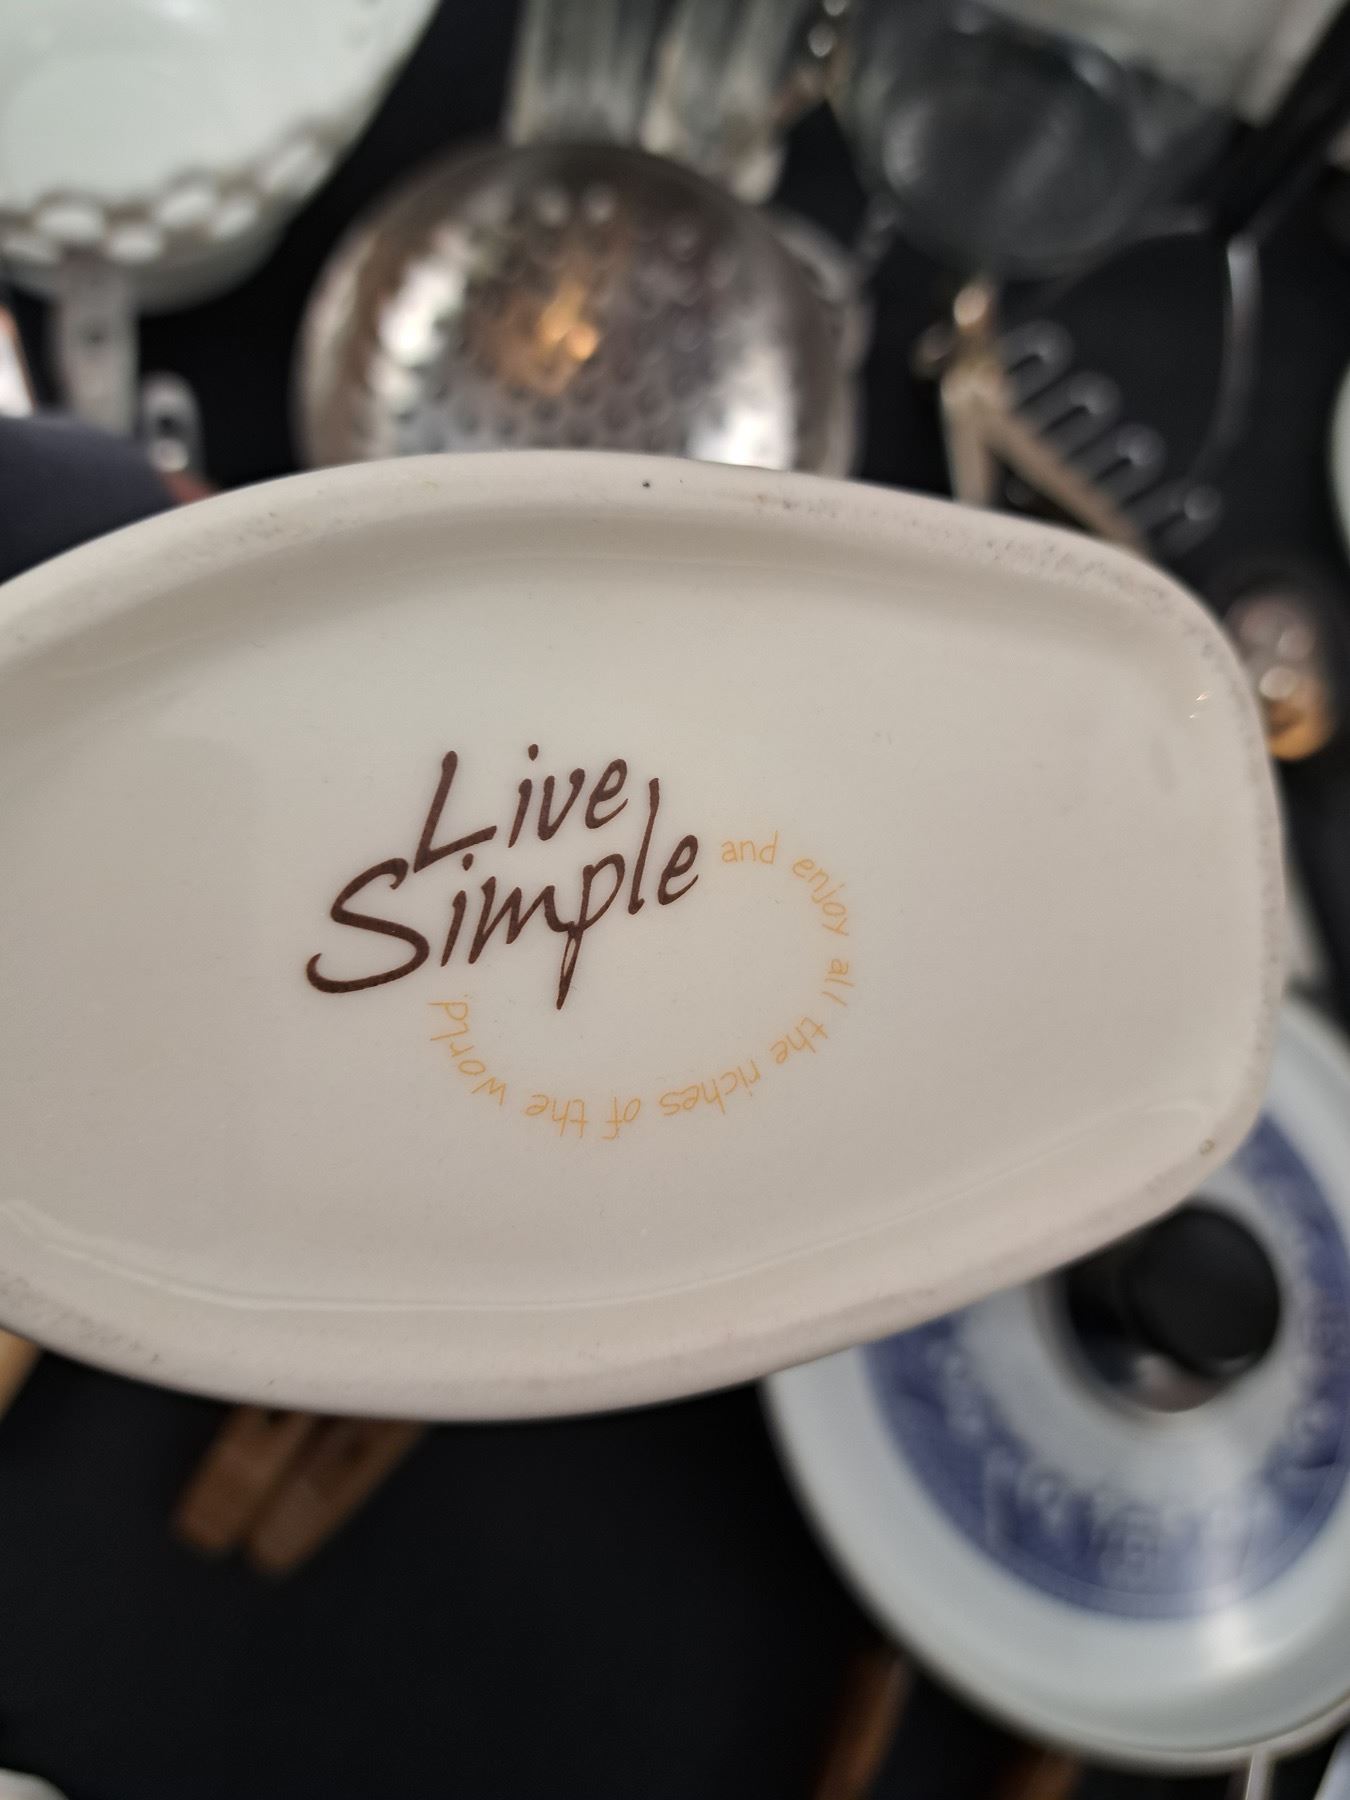 Live
Simple
and enjoy all the riches of the world